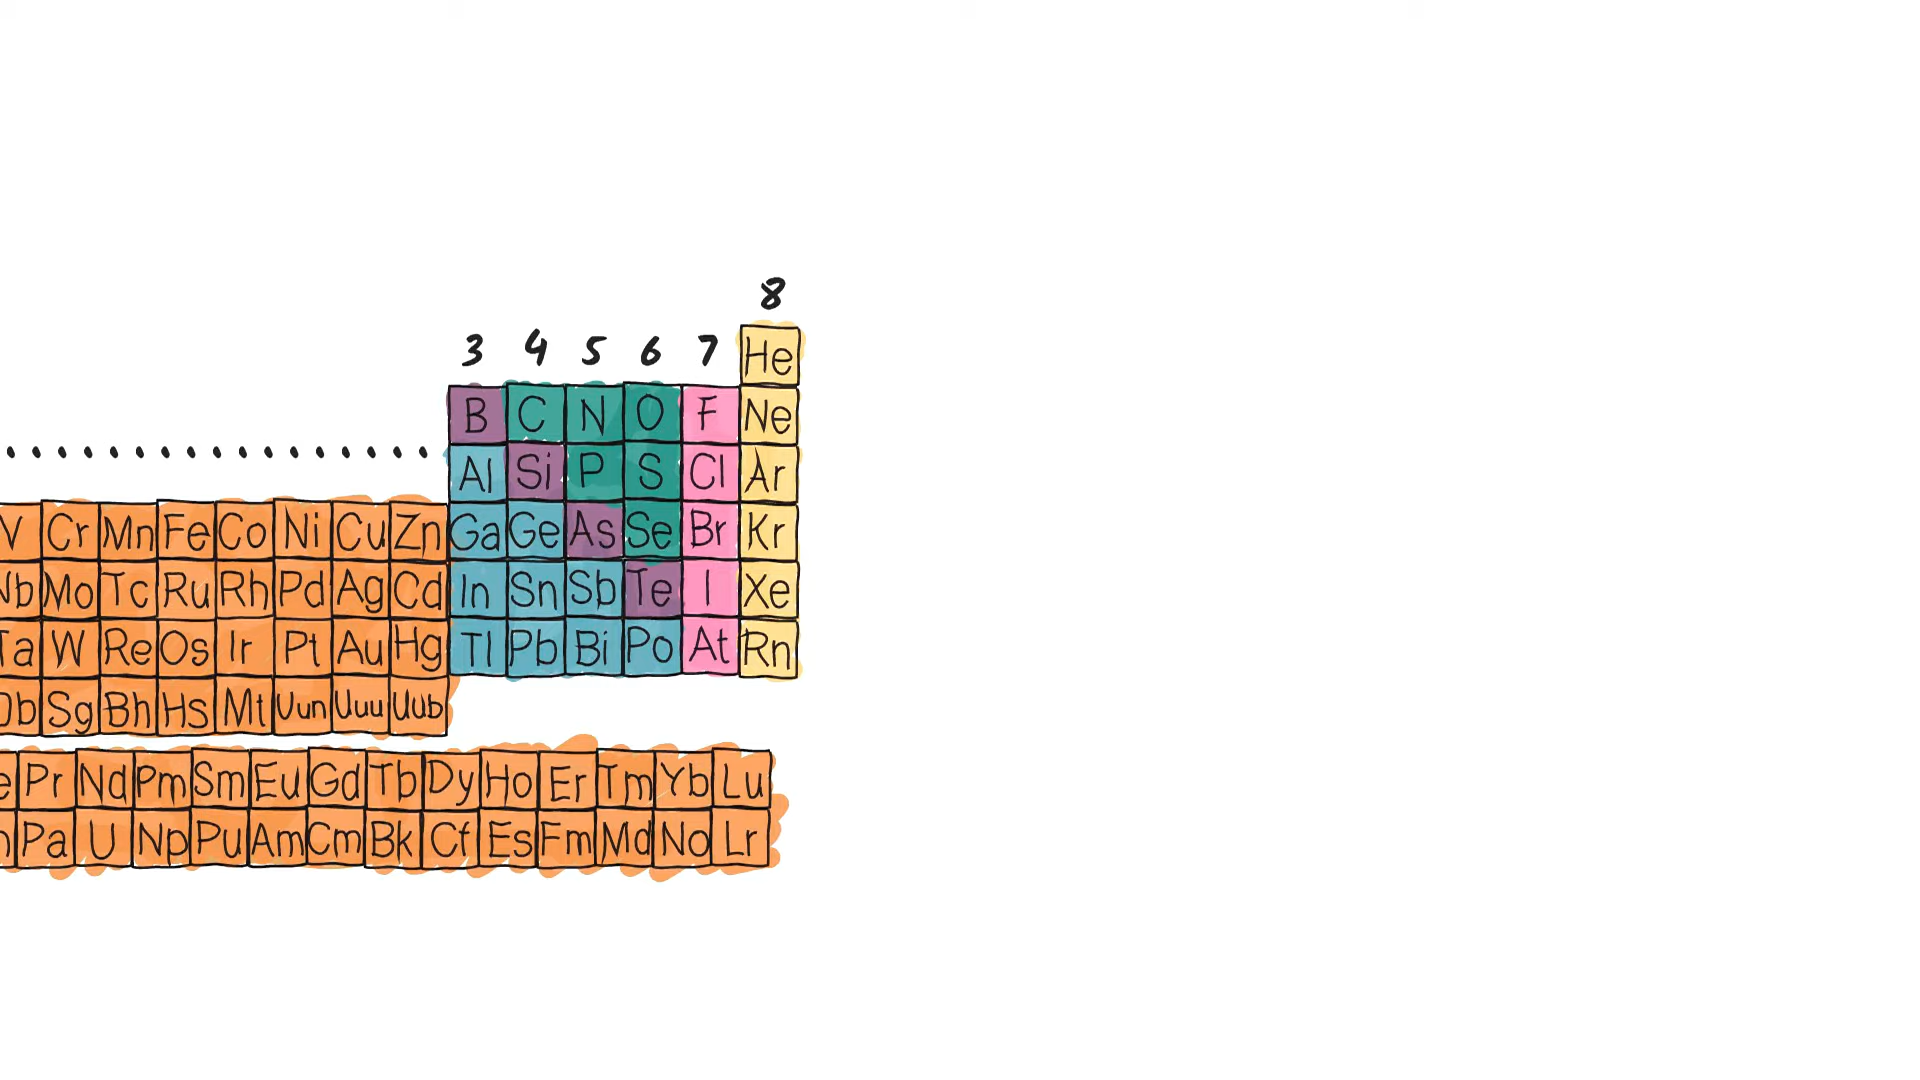 8
3 4 5 6 7 He
B C N O F Ne
Al Si P S Cl Ar
V Cr Mn Fe Co Ni Cu Zn Ga Ge As Se Br Kr
Nb Mo Tc Ru Rh Pd Ag Cd In Sn Sb Te I Xe
Ta W Re Os Ir Pt Au Hg Tl Pb Bi Po At Rn
Db Sg Bh Hs Mt Uun Uuu Uub
e Pr Nd Pm Sm Eu Gd Tb Dy Ho Er Tm Yb Lu
Pa U Np Pu Am Cm Bk Cf Es Fm Md No Lr